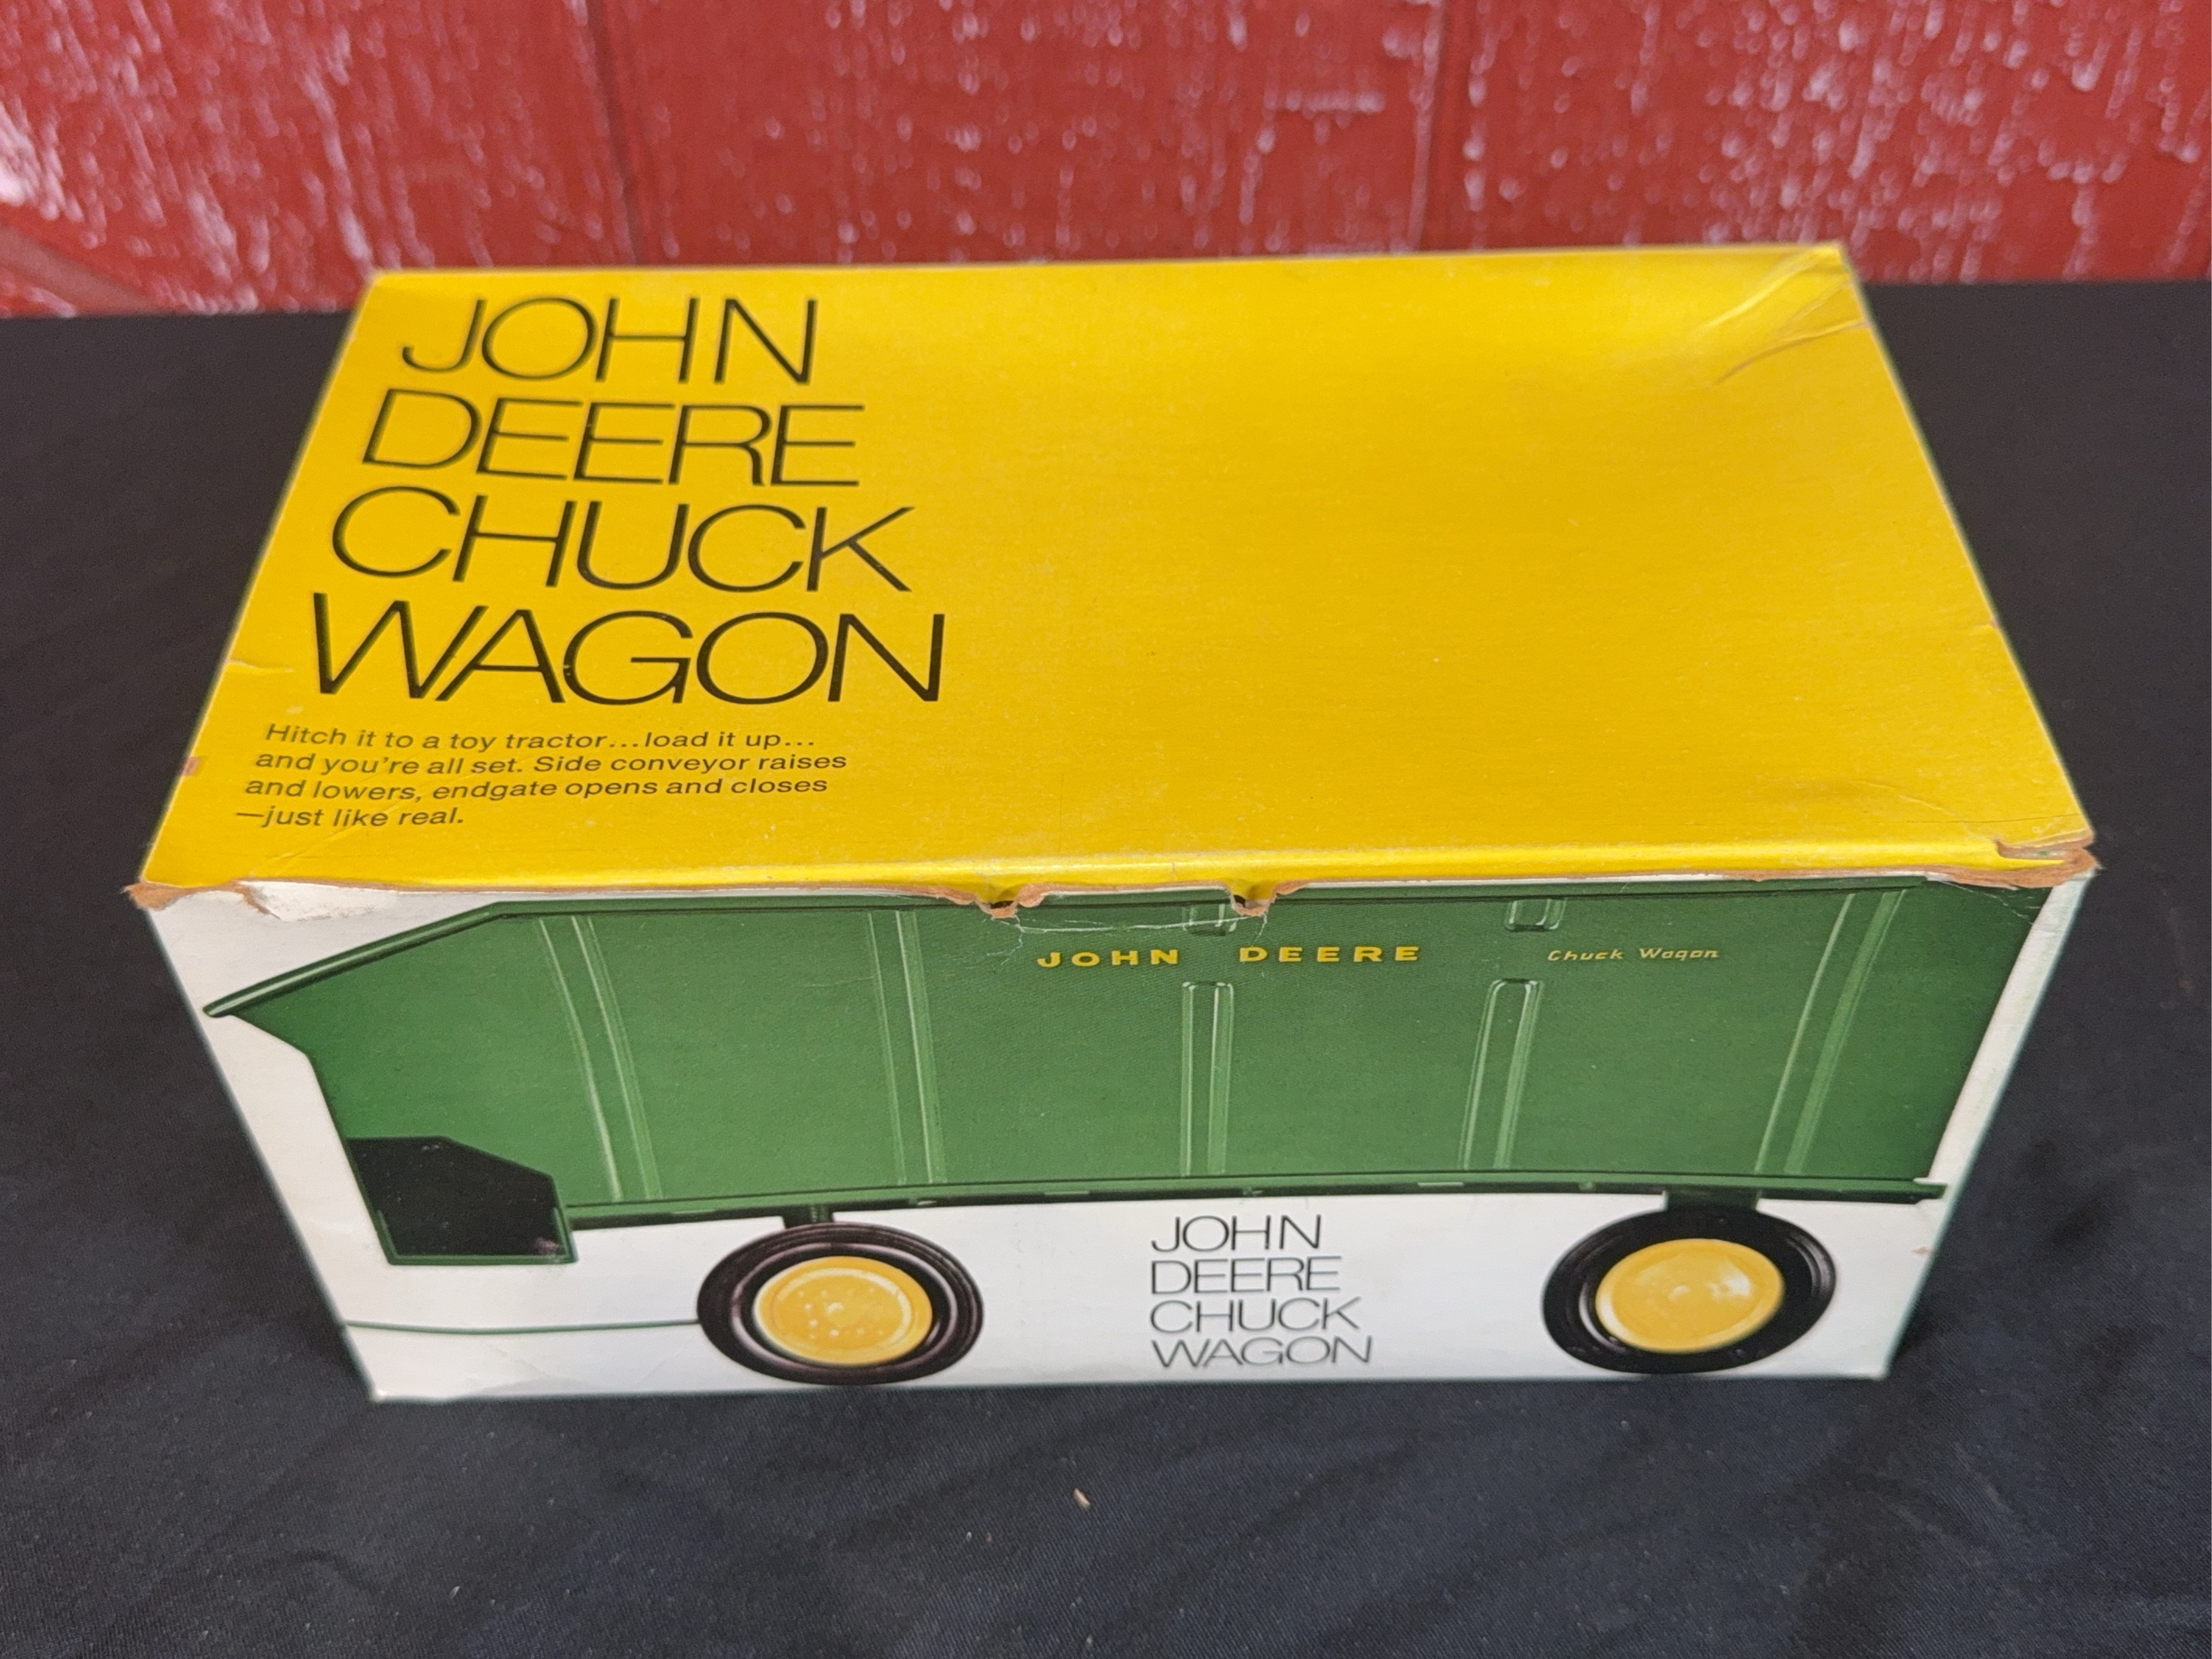 JOHN
DEERE
CHUCK
WAGON
Hitch it to a toy tractor...load it up...
and you're all set. Side conveyor raises
and lowers, endgate opens and closes
—just like real.
JOHN DEERE Chuck Wagon
JOHN
DEERE
CHUCK
WAGON